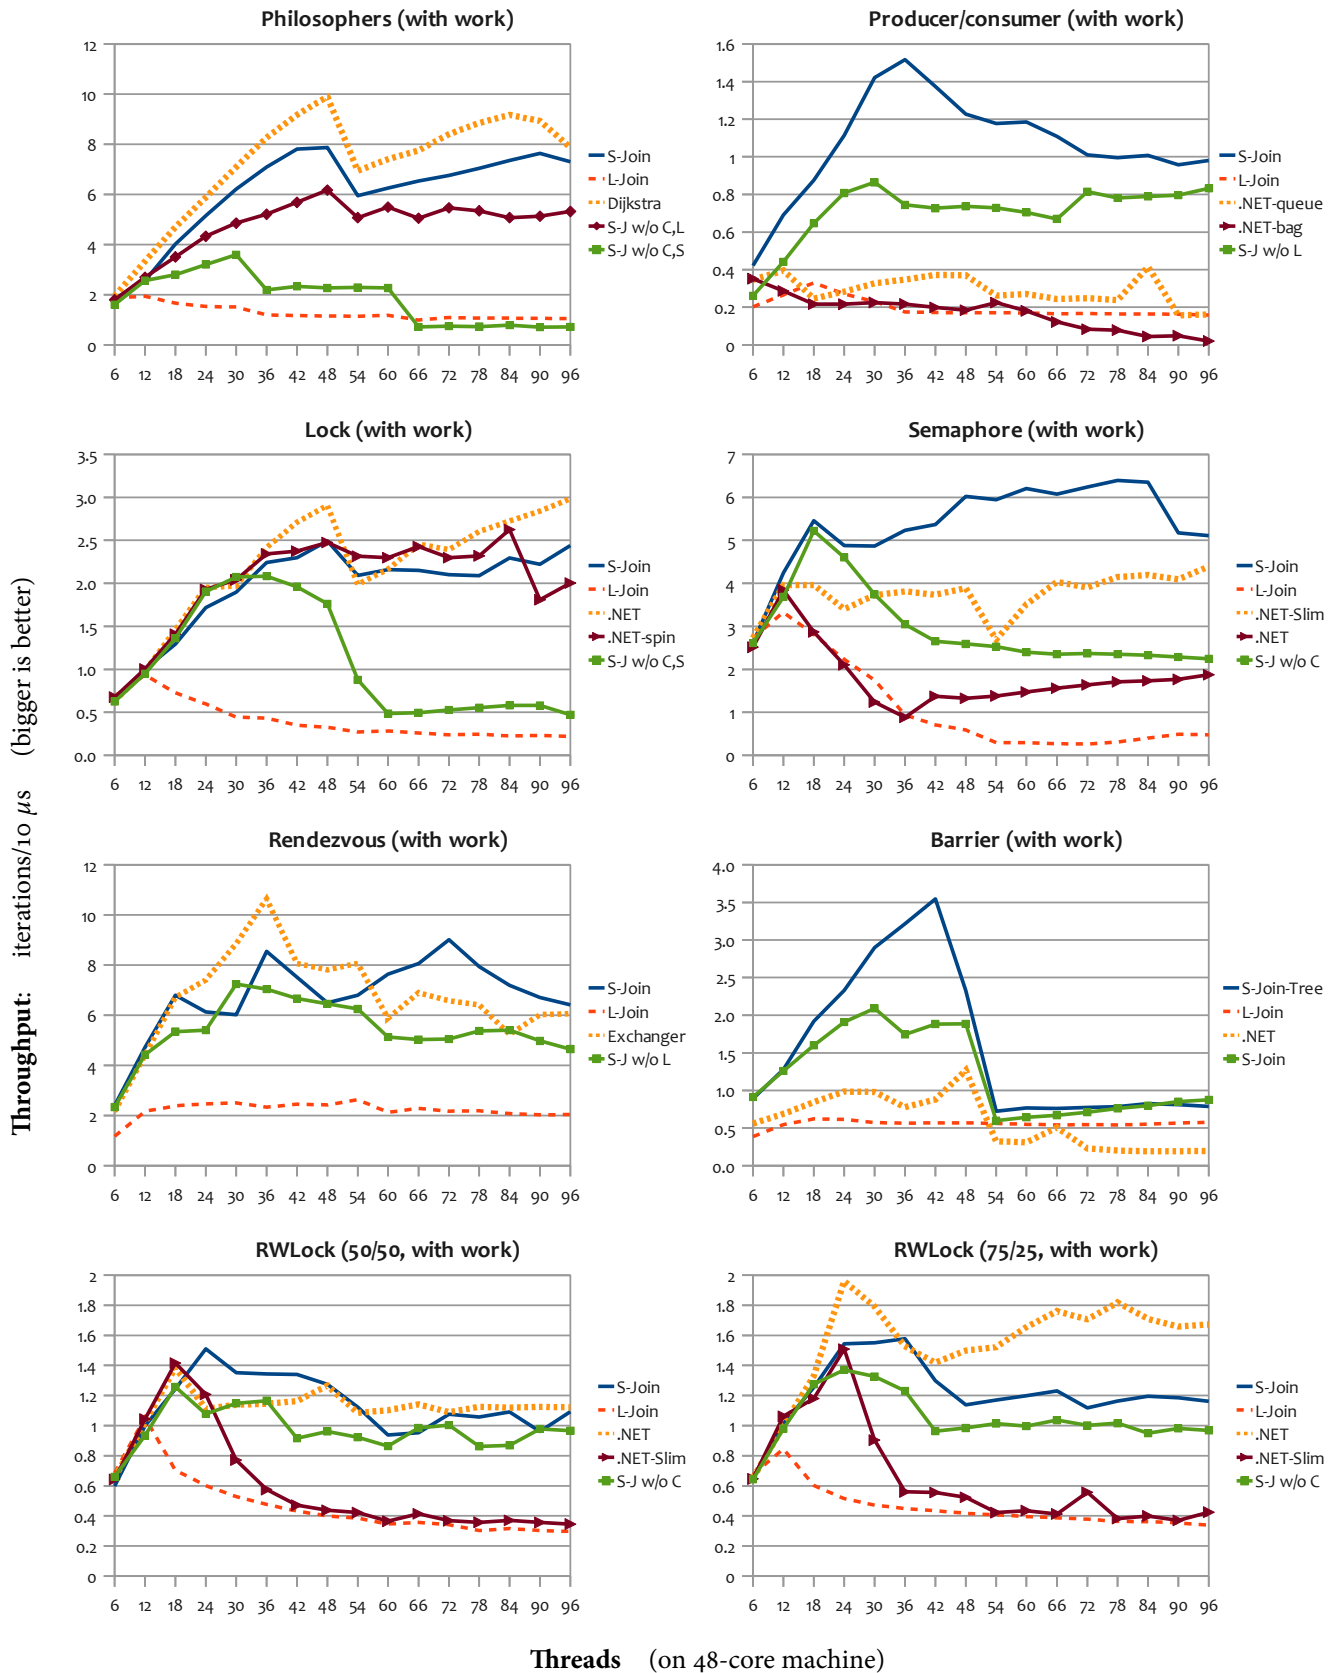 Philosophers (with work)
12
10
8
6
4
2
0
6 12 18 24 30 36 42 48 54 60 66 72 78 84 90 96
S-Join
L-Join
Dijkstra
S-J w/o C,L
S-J w/o C,S
Producer/consumer (with work)
1.6
1.4
1.2
1
0.8
0.6
0.4
0.2
0
6 12 18 24 30 36 42 48 54 60 66 72 78 84 90 96
S-Join
L-Join
.NET-queue
.NET-bag
S-J w/o L
Lock (with work)
3.5
3.0
2.5
2.0
1.5
1.0
0.5
0.0
6 12 18 24 30 36 42 48 54 60 66 72 78 84 90 96
S-Join
L-Join
.NET
.NET-spin
S-J w/o C,S
Semaphore (with work)
7
6
5
4
3
2
1
0
6 12 18 24 30 36 42 48 54 60 66 72 78 84 90 96
S-Join
L-Join
.NET-Slim
.NET
S-J w/o C
Rendezvous (with work)
12
10
8
6
4
2
0
6 12 18 24 30 36 42 48 54 60 66 72 78 84 90 96
S-Join
L-Join
Exchanger
S-J w/o L
Barrier (with work)
4.0
3.5
3.0
2.5
2.0
1.5
1.0
0.5
0.0
6 12 18 24 30 36 42 48 54 60 66 72 78 84 90 96
S-Join-Tree
L-Join
.NET
S-Join
RWLock (50/50, with work)
2
1.8
1.6
1.4
1.2
1
0.8
0.6
0.4
0.2
0
6 12 18 24 30 36 42 48 54 60 66 72 78 84 90 96
S-Join
L-Join
.NET
.NET-Slim
S-J w/o C
RWLock (75/25, with work)
2
1.8
1.6
1.4
1.2
1
0.8
0.6
0.4
0.2
0
6 12 18 24 30 36 42 48 54 60 66 72 78 84 90 96
S-Join
L-Join
.NET
.NET-Slim
S-J w/o C
Throughput: iterations/10 μs (bigger is better)
Threads (on 48-core machine)